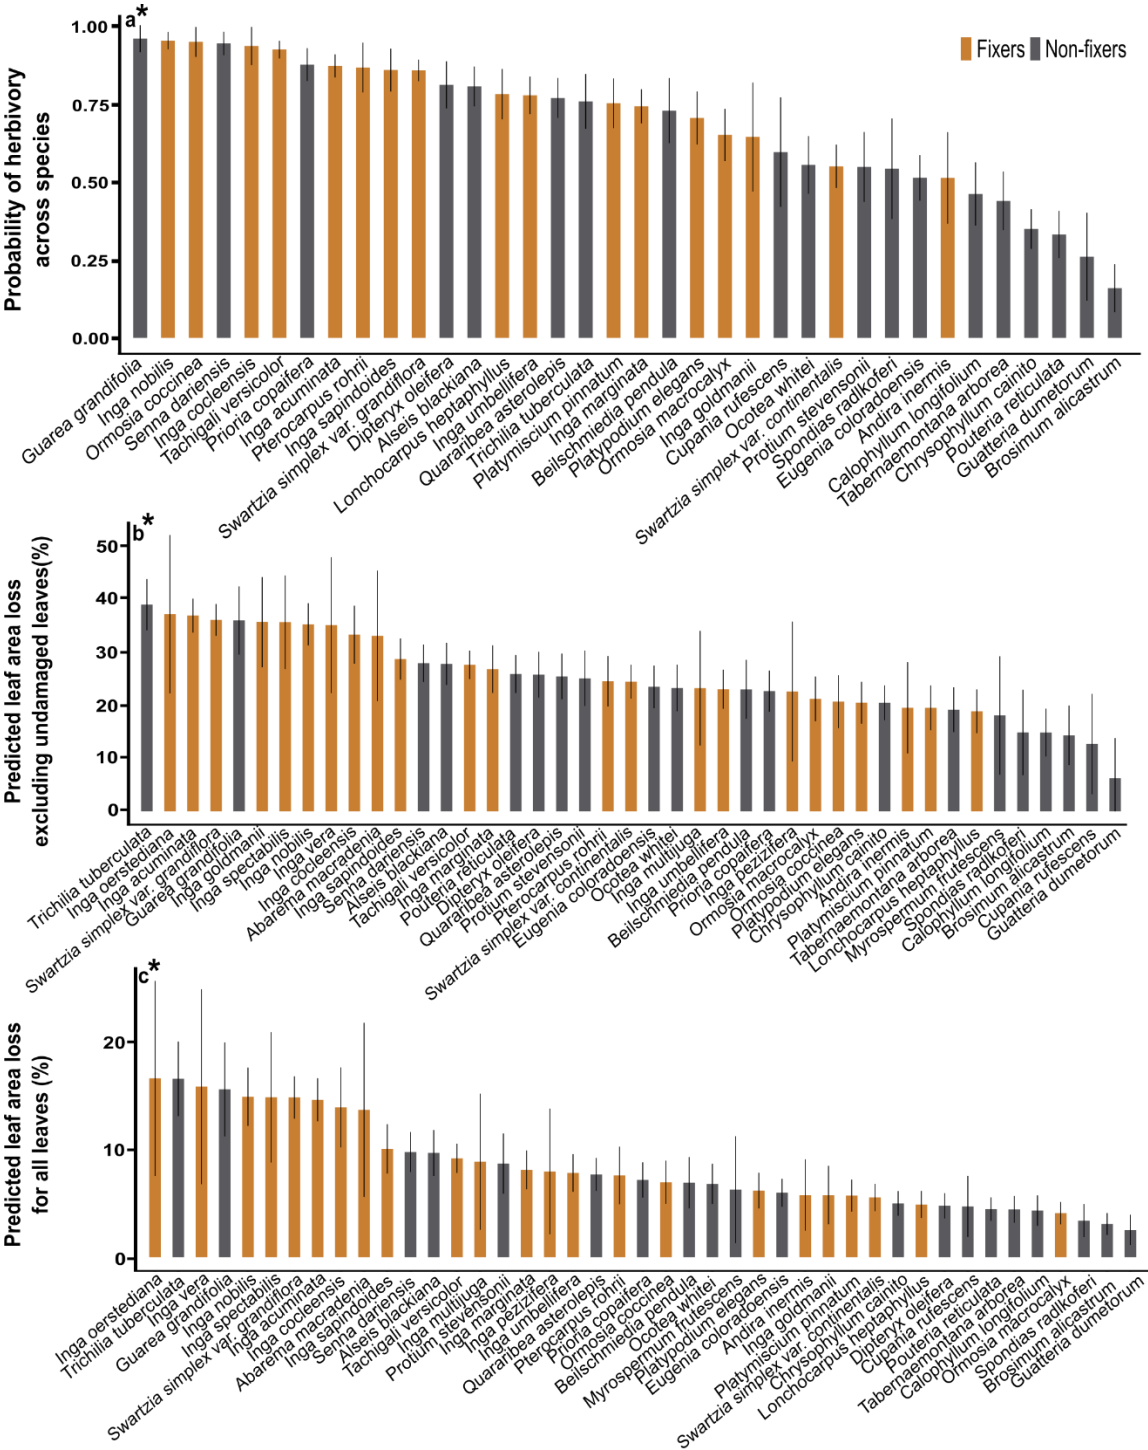 a*
Fixers Non-fixers
Probability of herbivory
across species
1.00
0.75
0.50
0.25
0.00
Guarea grandifolia
Inga nobilis
Ormosia coccinea
Senna dariensis
Inga cocleensis
Tachigali versicolor
Prioria copaifera
Inga acuminata
Pterocarpus rohrii
Inga sapindoides
Swartzia simplex var. grandiflora
Dipteryx oleifera
Alseis blackiana
Lonchocarpus heptaphyllus
Inga umbellifera
Quararibea asterolepis
Trichilia tuberculata
Platymiscium pinnatum
Inga marginata
Beilschmiedia pendula
Platypodium elegans
Ormosia macrocalyx
Inga goldmanii
Cupania rufescens
Ocotea whitei
Swartzia simplex var. continentalis
Protium stevensonii
Spondias radlkoferi
Eugenia coloradoensis
Andira inermis
Calophyllum longifolium
Tabernaemontana arborea
Chrysophyllum cainito
Pouteria reticulata
Guatteria dumetorum
Brosimum alicastrum
b*
Predicted leaf area loss
excluding undamaged leaves(%)
50
40
30
20
10
0
Trichilia tuberculata
Inga oerstediana
Inga acuminata
Swartzia simplex var. grandiflora
Guarea grandifolia
Inga goldmanii
Inga spectabilis
Inga nobilis
Inga vera
Inga cocleensis
Abarema macradenia
Inga sapindoides
Senna dariensis
Alseis blackiana
Tachigali versicolor
Inga marginata
Pouteria reticulata
Dipteryx oleifera
Quararibea asterolepis
Protium stevensonii
Pterocarpus rohrii
Swartzia simplex var. continentalis
Eugenia coloradoensis
Ocotea whitei
Inga multijuga
Inga umbellifera
Beilschmiedia pendula
Prioria copaifera
Inga pezizifera
Ormosia macrocalyx
Ormosia coccinea
Platypodium elegans
Chrysophyllum cainito
Andira inermis
Platymiscium pinnatum
Tabernaemontana arborea
Lonchocarpus heptaphyllus
Myrospermum frutescens
Spondias radlkoferi
Calophyllum longifolium
Brosimum alicastrum
Cupania rufescens
Guatteria dumetorum
c*
Predicted leaf area loss
for all leaves (%)
20
10
0
Inga oerstediana
Trichilia tuberculata
Inga vera
Guarea grandifolia
Inga nobilis
Inga spectabilis
Swartzia simplex var. grandiflora
Inga acuminata
Inga cocleensis
Abarema macradenia
Inga sapindoides
Senna dariensis
Alseis blackiana
Tachigali versicolor
Inga multijuga
Protium stevensonii
Inga marginata
Inga pezizifera
Inga umbellifera
Quararibea asterolepis
Pterocarpus rohrii
Prioria copaifera
Ormosia coccinea
Beilschmiedia pendula
Ocotea whitei
Myrospermum frutescens
Platypodium elegans
Eugenia coloradoensis
Andira inermis
Inga goldmanii
Platymiscium pinnatum
Swartzia simplex var. continentalis
Chrysophyllum cainito
Lonchocarpus heptaphyllus
Dipteryx oleifera
Cupania rufescens
Pouteria reticulata
Tabernaemontana arborea
Calophyllum longifolium
Ormosia macrocalyx
Spondias radlkoferi
Brosimum alicastrum
Guatteria dumetorum